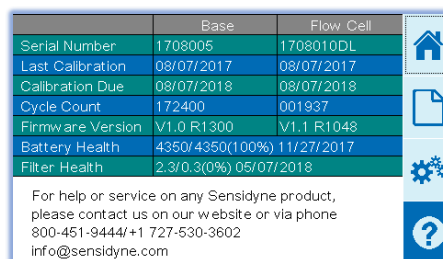 Base Flow Cell
Serial Number 1708005 1708010DL
Last Calibration 08/07/2017 08/07/2017
Calibration Due 08/07/2018 08/07/2018
Cycle Count 172400 001937
Firmware Version V1.0 R1300 V1.1 R1048
Battery Health 4350/4350(100%) 11/27/2017
Filter Health 2.3/0.3(0%) 05/07/2018
For help or service on any Sensidyne product,
please contact us on our website or via phone
800-451-9444/+1 727-530-3602
info@sensidyne.com
?